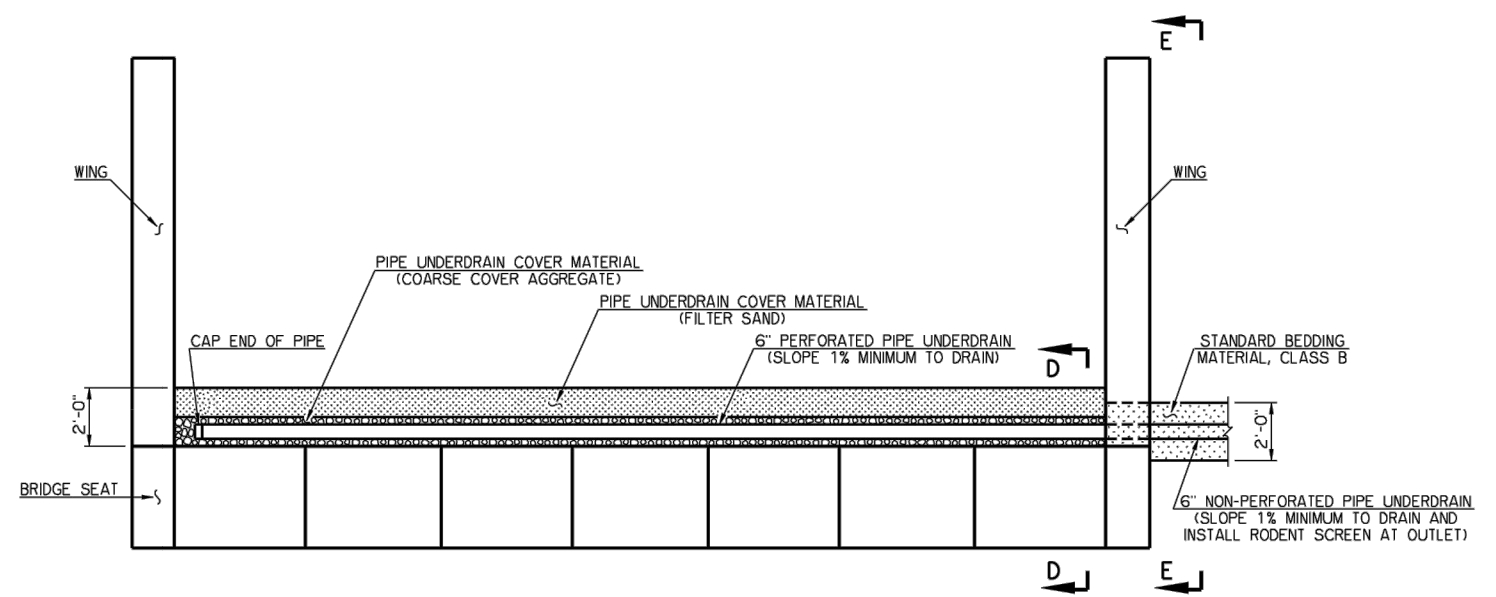 E
WING
WING
PIPE UNDERDRAIN COVER MATERIAL
(COARSE COVER AGGREGATE)
PIPE UNDERDRAIN COVER MATERIAL
(FILTER SAND)
CAP END OF PIPE
6" PERFORATED PIPE UNDERDRAIN
(SLOPE 1% MINIMUM TO DRAIN)
D
STANDARD BEDDING
MATERIAL, CLASS B
2'-0"
2'-0"
BRIDGE SEAT
6" NON-PERFORATED PIPE UNDERDRAIN
(SLOPE 1% MINIMUM TO DRAIN AND
INSTALL RODENT SCREEN AT OUTLET)
D
E